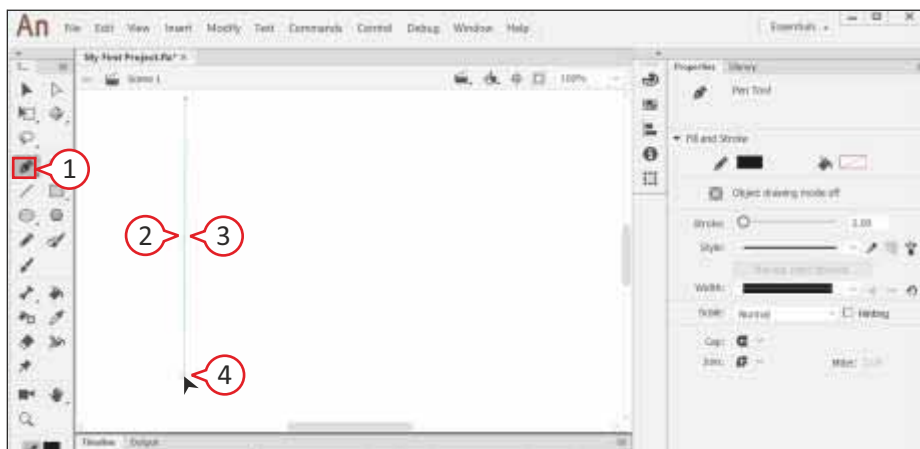 An File Edit View Insert Modify Text Commands Control Debug Window Help
Essentials
My First Project.fla* ×
Scene 1
100%
Properties Library
Pen Tool
Fill and Stroke
Object drawing mode off
Stroke: 1.00
Style:
Width:
Scale: Normal Hinting
Cap:
Join: Miter:
1
2 3
4
Timeline Output